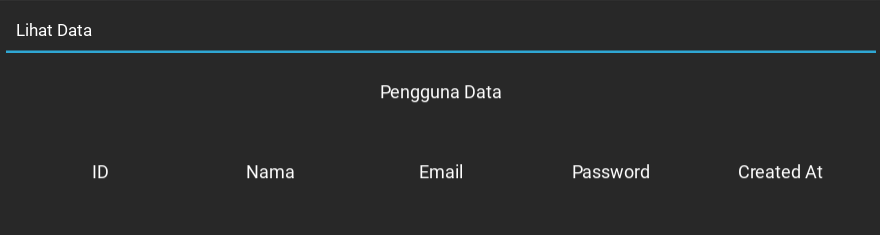 Lihat Data
Pengguna Data
ID Nama Email Password Created At